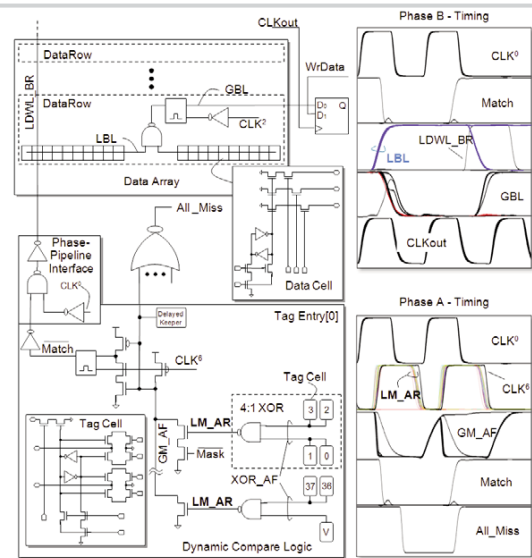 CLKout
LDWL_BR
DataRow
DataRow
GBL
WrData
D₀
D₁
Q
CLK²
LBL
Data Array
All_Miss
Data Cell
Phase-
Pipeline
Interface
Match
Delayed
Keeper
Tag Entry[0]
CLK⁶
Tag Cell
4:1 XOR
3 2
LM_AR
1 0
GM_AF
Mask
XOR_AF
37 36
LM_AR
V
Tag Cell
Dynamic Compare Logic
Phase B - Timing
CLK⁰
Match
LDWL_BR
LBL
GBL
CLKout
Phase A - Timing
CLK⁰
LM_AR
CLK⁶
GM_AF
Match
All_Miss